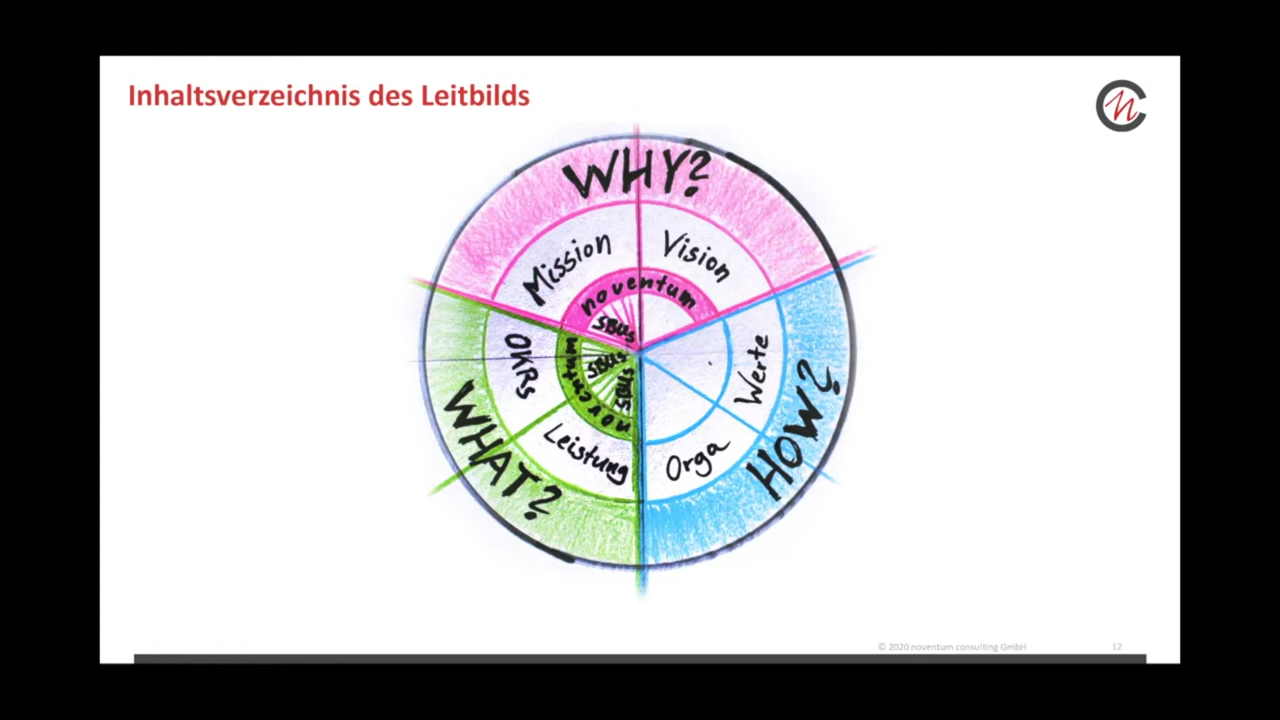 Inhaltsverzeichnis des Leitbilds
WHY?
Mission
Vision
noventum
SBUs
OKRs
Werte
noventum
SBUs
SBUs
WHAT?
HOW?
Leistung
Orga
© 2020 noventum consulting GmbH
12